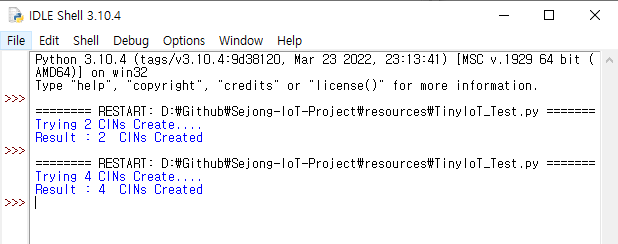 IDLE Shell 3.10.4
File Edit Shell Debug Options Window Help
Python 3.10.4 (tags/v3.10.4:9d38120, Mar 23 2022, 23:13:41) [MSC v.1929 64 bit (
AMD64)] on win32
Type "help", "copyright", "credits" or "license()" for more information.
>>>
======== RESTART: D:₩Github₩Sejong-IoT-Project₩resources₩TinyIoT_Test.py =======
Trying 2 CINs Create....
Result : 2  CINs Created
>>>
======== RESTART: D:₩Github₩Sejong-IoT-Project₩resources₩TinyIoT_Test.py =======
Trying 4 CINs Create....
Result : 4  CINs Created
>>>